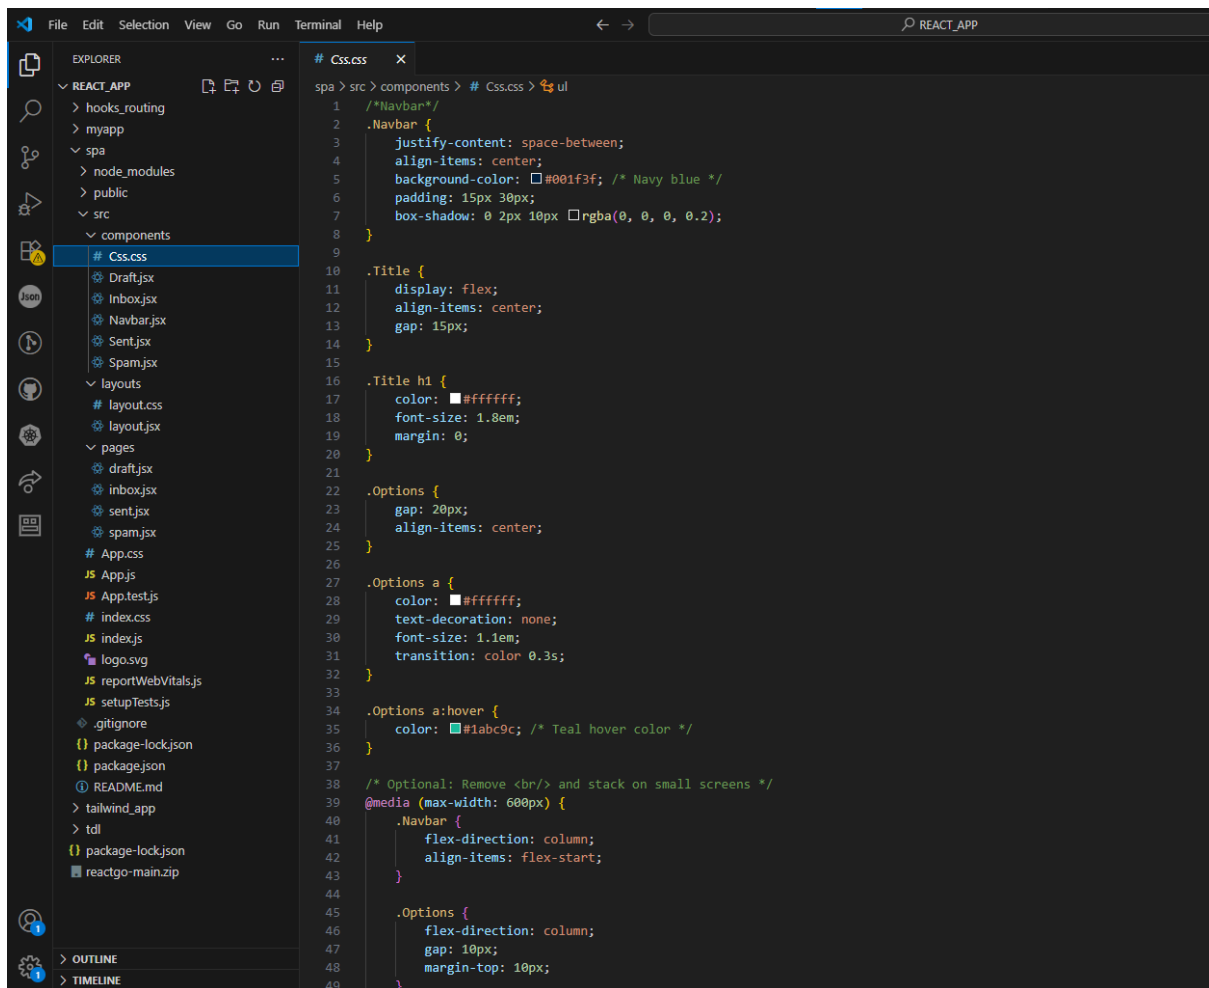 File Edit Selection View Go Run Terminal Help
REACT_APP
EXPLORER
REACT_APP
hooks_routing
myapp
spa
node_modules
public
src
components
# Css.css
Draft.jsx
Inbox.jsx
Navbar.jsx
Sent.jsx
Spam.jsx
layouts
# layout.css
layout.jsx
pages
draft.jsx
inbox.jsx
sent.jsx
spam.jsx
# App.css
JS App.js
JS App.test.js
# index.css
JS index.js
logo.svg
JS reportWebVitals.js
JS setupTests.js
.gitignore
{} package-lock.json
{} package.json
README.md
tailwind_app
tdl
{} package-lock.json
reactgo-main.zip
OUTLINE
TIMELINE
Json
1
1
# Css.css
spa > src > components > # Css.css > ul
1 /*Navbar*/
2 .Navbar {
3 justify-content: space-between;
4 align-items: center;
5 background-color: #001f3f; /* Navy blue */
6 padding: 15px 30px;
7 box-shadow: 0 2px 10px rgba(0, 0, 0, 0.2);
8 }
9
10 .Title {
11 display: flex;
12 align-items: center;
13 gap: 15px;
14 }
15
16 .Title h1 {
17 color: #ffffff;
18 font-size: 1.8em;
19 margin: 0;
20 }
21
22 .Options {
23 gap: 20px;
24 align-items: center;
25 }
26
27 .Options a {
28 color: #ffffff;
29 text-decoration: none;
30 font-size: 1.1em;
31 transition: color 0.3s;
32 }
33
34 .Options a:hover {
35 color: #1abc9c; /* Teal hover color */
36 }
37
38 /* Optional: Remove <br/> and stack on small screens */
39 @media (max-width: 600px) {
40 .Navbar {
41 flex-direction: column;
42 align-items: flex-start;
43 }
44
45 .Options {
46 flex-direction: column;
47 gap: 10px;
48 margin-top: 10px;
49 }